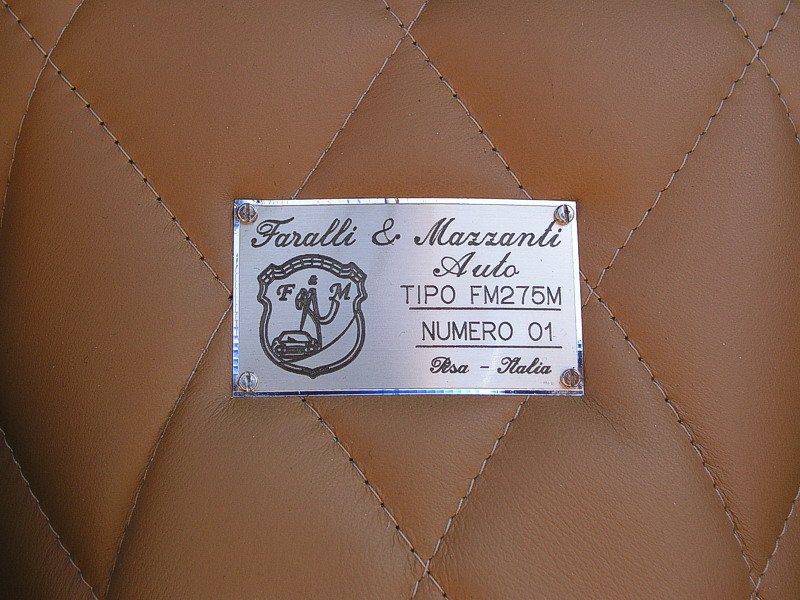 Faralli & Mazzanti
Auto
F & M
TIPO FM275M
NUMERO 01
Pisa - Italia